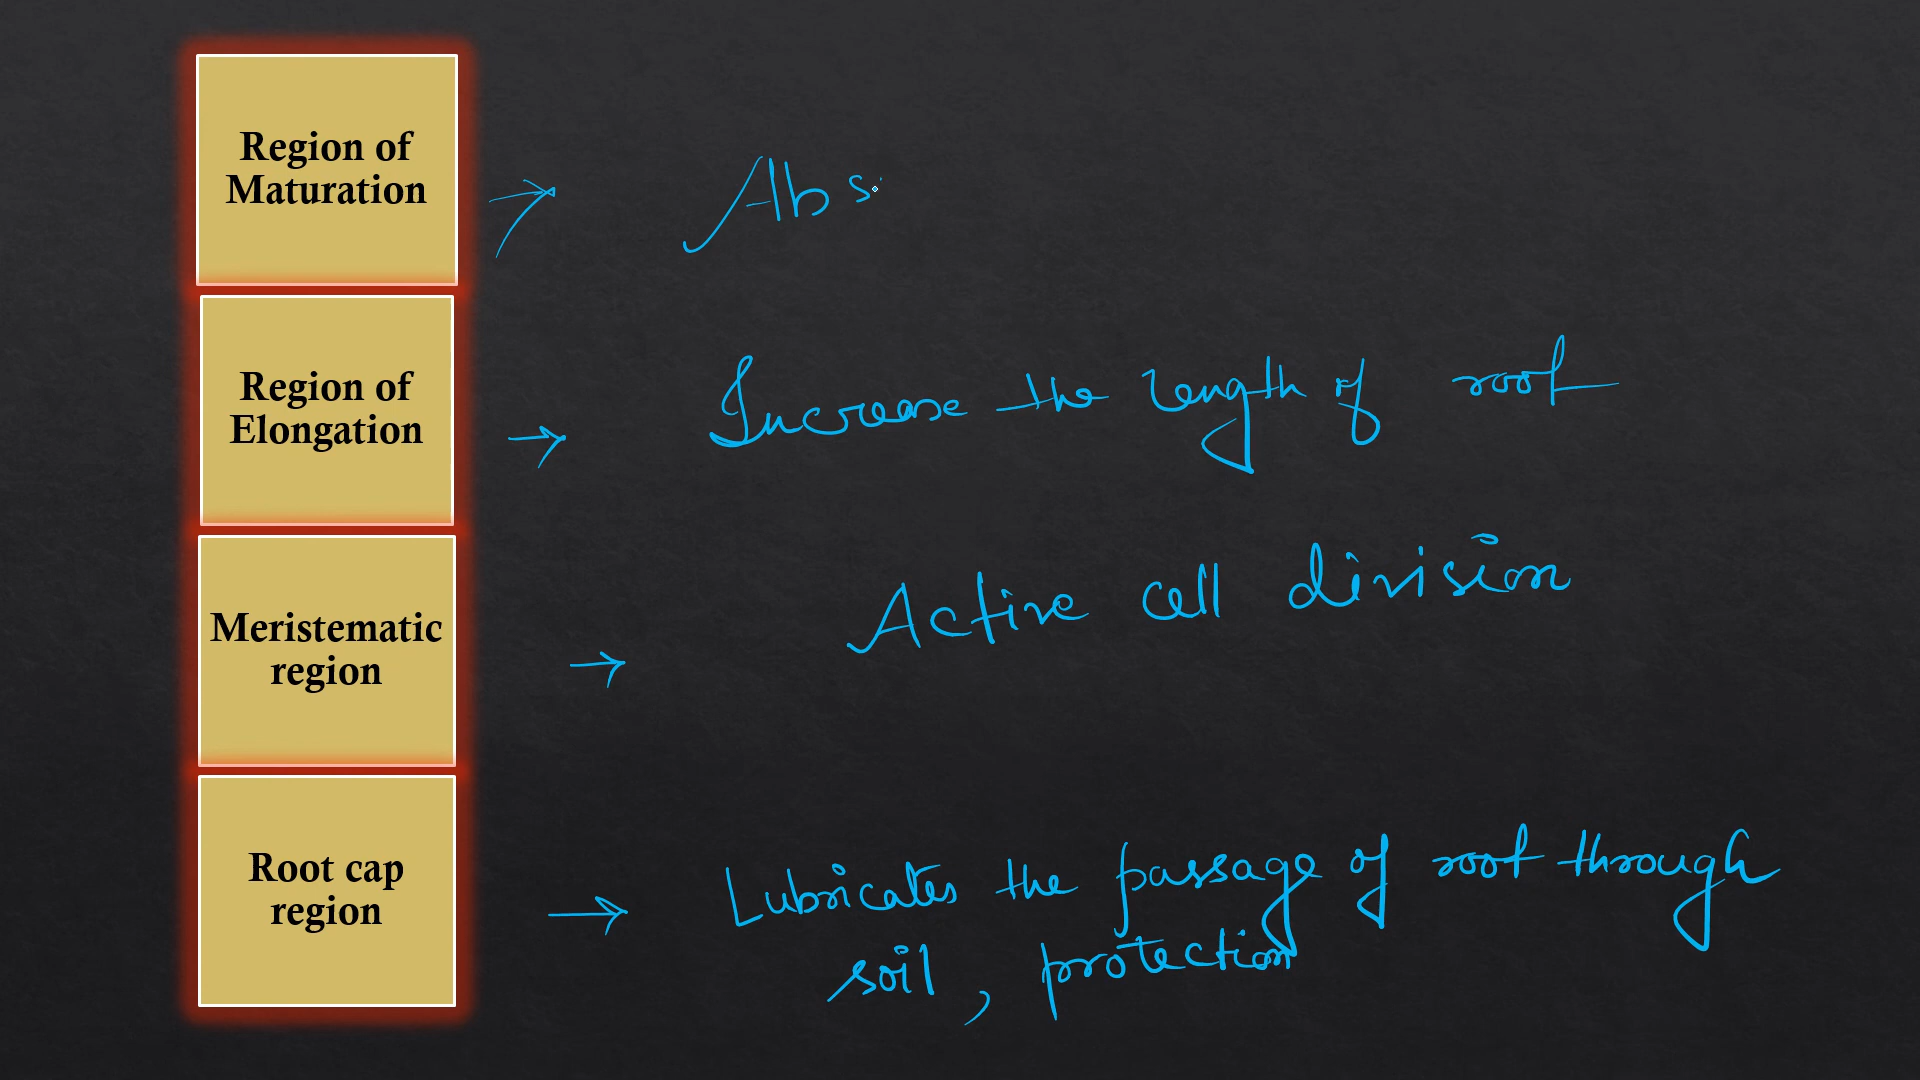 Region of
Maturation
Abs
Region of
Elongation
Increase the length of root
Meristematic
region
Active cell division
Root cap
region
Lubricates the passage of root through
soil, protection